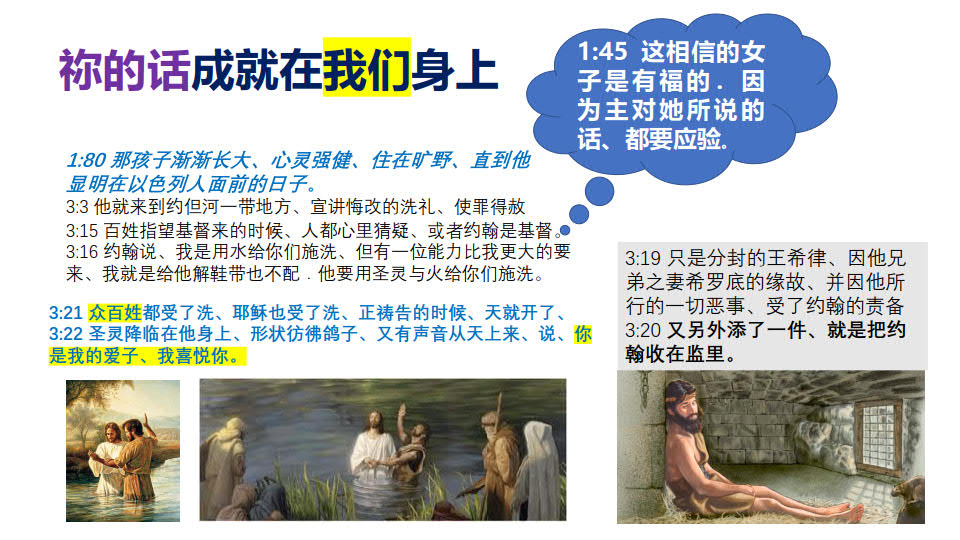 祢的话成就在我们身上
1:45 这相信的女
子是有福的．因
为主对她所说的
话、都要应验.
1:80 那孩子渐渐长大、心灵强健、住在旷野、直到他
显明在以色列人面前的日子。
3:3 他就来到约但河一带地方、宣讲悔改的洗礼、使罪得赦
3:15 百姓指望基督来的时候、人都心里猜疑、或者约翰是基督。
3:16 约翰说、我是用水给你们施洗、但有一位能力比我更大的要
来、我就是给他解鞋带也不配．他要用圣灵与火给你们施洗。
3:21 众百姓都受了洗、耶稣也受了洗、正祷告的时候、天就开了、
3:22 圣灵降临在他身上、形状仿彿鸽子、又有声音从天上来、说、你
是我的爱子、我喜悦你。
3:19 只是分封的王希律、因他兄
弟之妻希罗底的缘故、并因他所
行的一切恶事、受了约翰的责备
3:20 又另外添了一件、就是把约
翰收在监里。